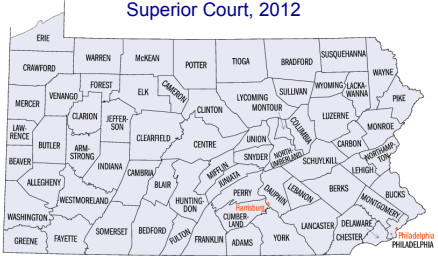 Superior Court, 2012
ERIE
CRAWFORD
WARREN
McKEAN
POTTER
TIOGA
BRADFORD
SUSQUEHANNA
WAYNE
WYOMING
LACKA-
WANNA
PIKE
MERCER
VENANGO
FOREST
ELK
CAMERON
CLINTON
LYCOMING
SULLIVAN
LUZERNE
MONROE
LAW-
RENCE
BUTLER
CLARION
JEFFER-
SON
CLEARFIELD
CENTRE
UNION
MONTOUR
COLUMBIA
CARBON
NORTHAMP-
TON
BEAVER
ARM-
STRONG
INDIANA
CAMBRIA
BLAIR
MIFFLIN
SNYDER
NORTH
UMBERLAND
SCHUYLKILL
LEHIGH
ALLEGHENY
WESTMORELAND
HUNTING-
DON
JUNIATA
PERRY
DAUPHIN
LEBANON
BERKS
BUCKS
MONTGOMERY
Harrisburg
CUMBER-
LAND
WASHINGTON
GREENE
FAYETTE
SOMERSET
BEDFORD
FULTON
FRANKLIN
ADAMS
YORK
LANCASTER
CHESTER
DELAWARE
Philadelphia
PHILADELPHIA